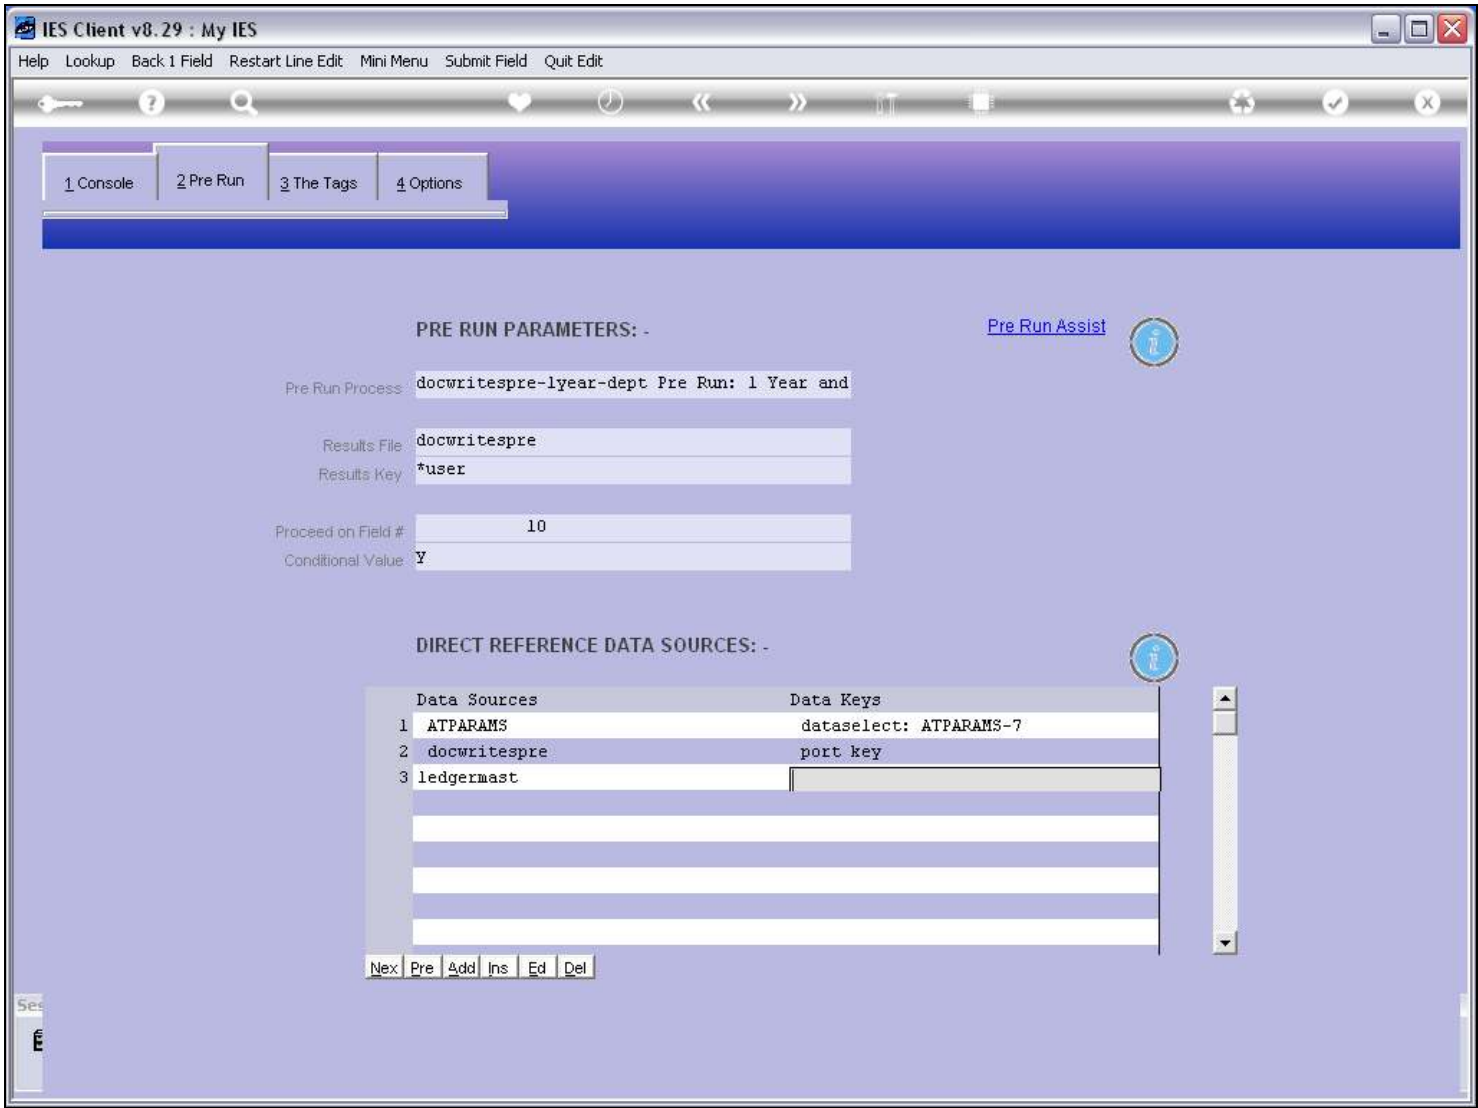 IES Client v8.29 : My IES
Help Lookup Back 1 Field Restart Line Edit Mini Menu Submit Field Quit Edit
1 Console 2 Pre Run 3 The Tags 4 Options
PRE RUN PARAMETERS: -
Pre Run Assist
Pre Run Process docwritespre-1year-dept Pre Run: 1 Year and
Results File docwritespre
Results Key *user
Proceed on Field # 10
Conditional Value Y
DIRECT REFERENCE DATA SOURCES: -
Data Sources Data Keys
1 ATPARAMS dataselect: ATPARAMS-7
2 docwritespre port key
3 ledgermast
Nex Pre Add Ins Ed Del
Ses